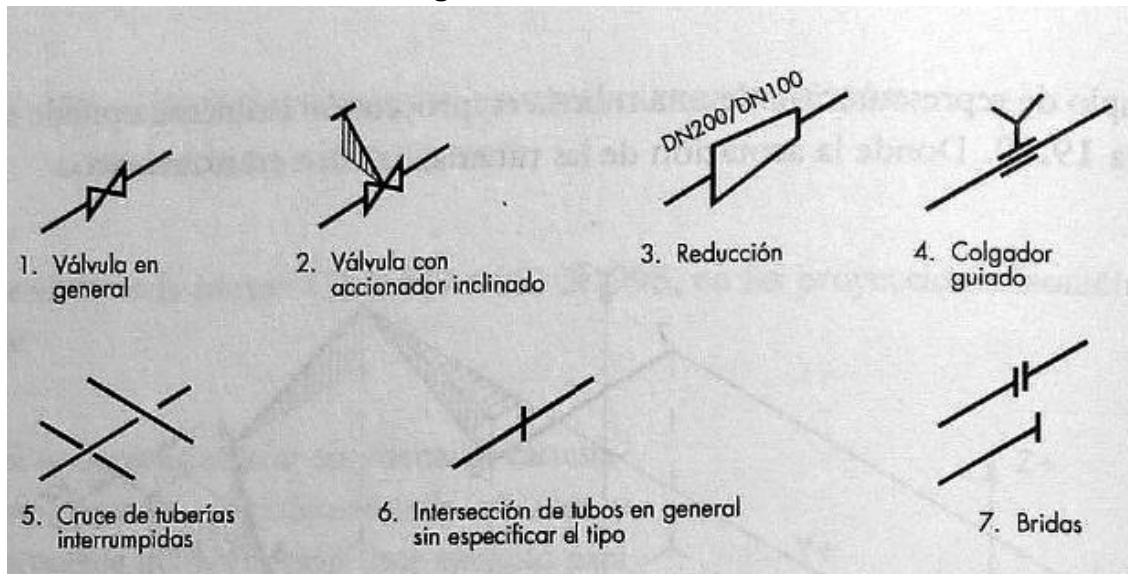 DN200/DN100
1. Válvula en
general
2. Válvula con
accionador inclinado
3. Reducción
4. Colgador
guiado
5. Cruce de tuberías
interrumpidas
6. Intersección de tubos en general
sin especificar el tipo
7. Bridas